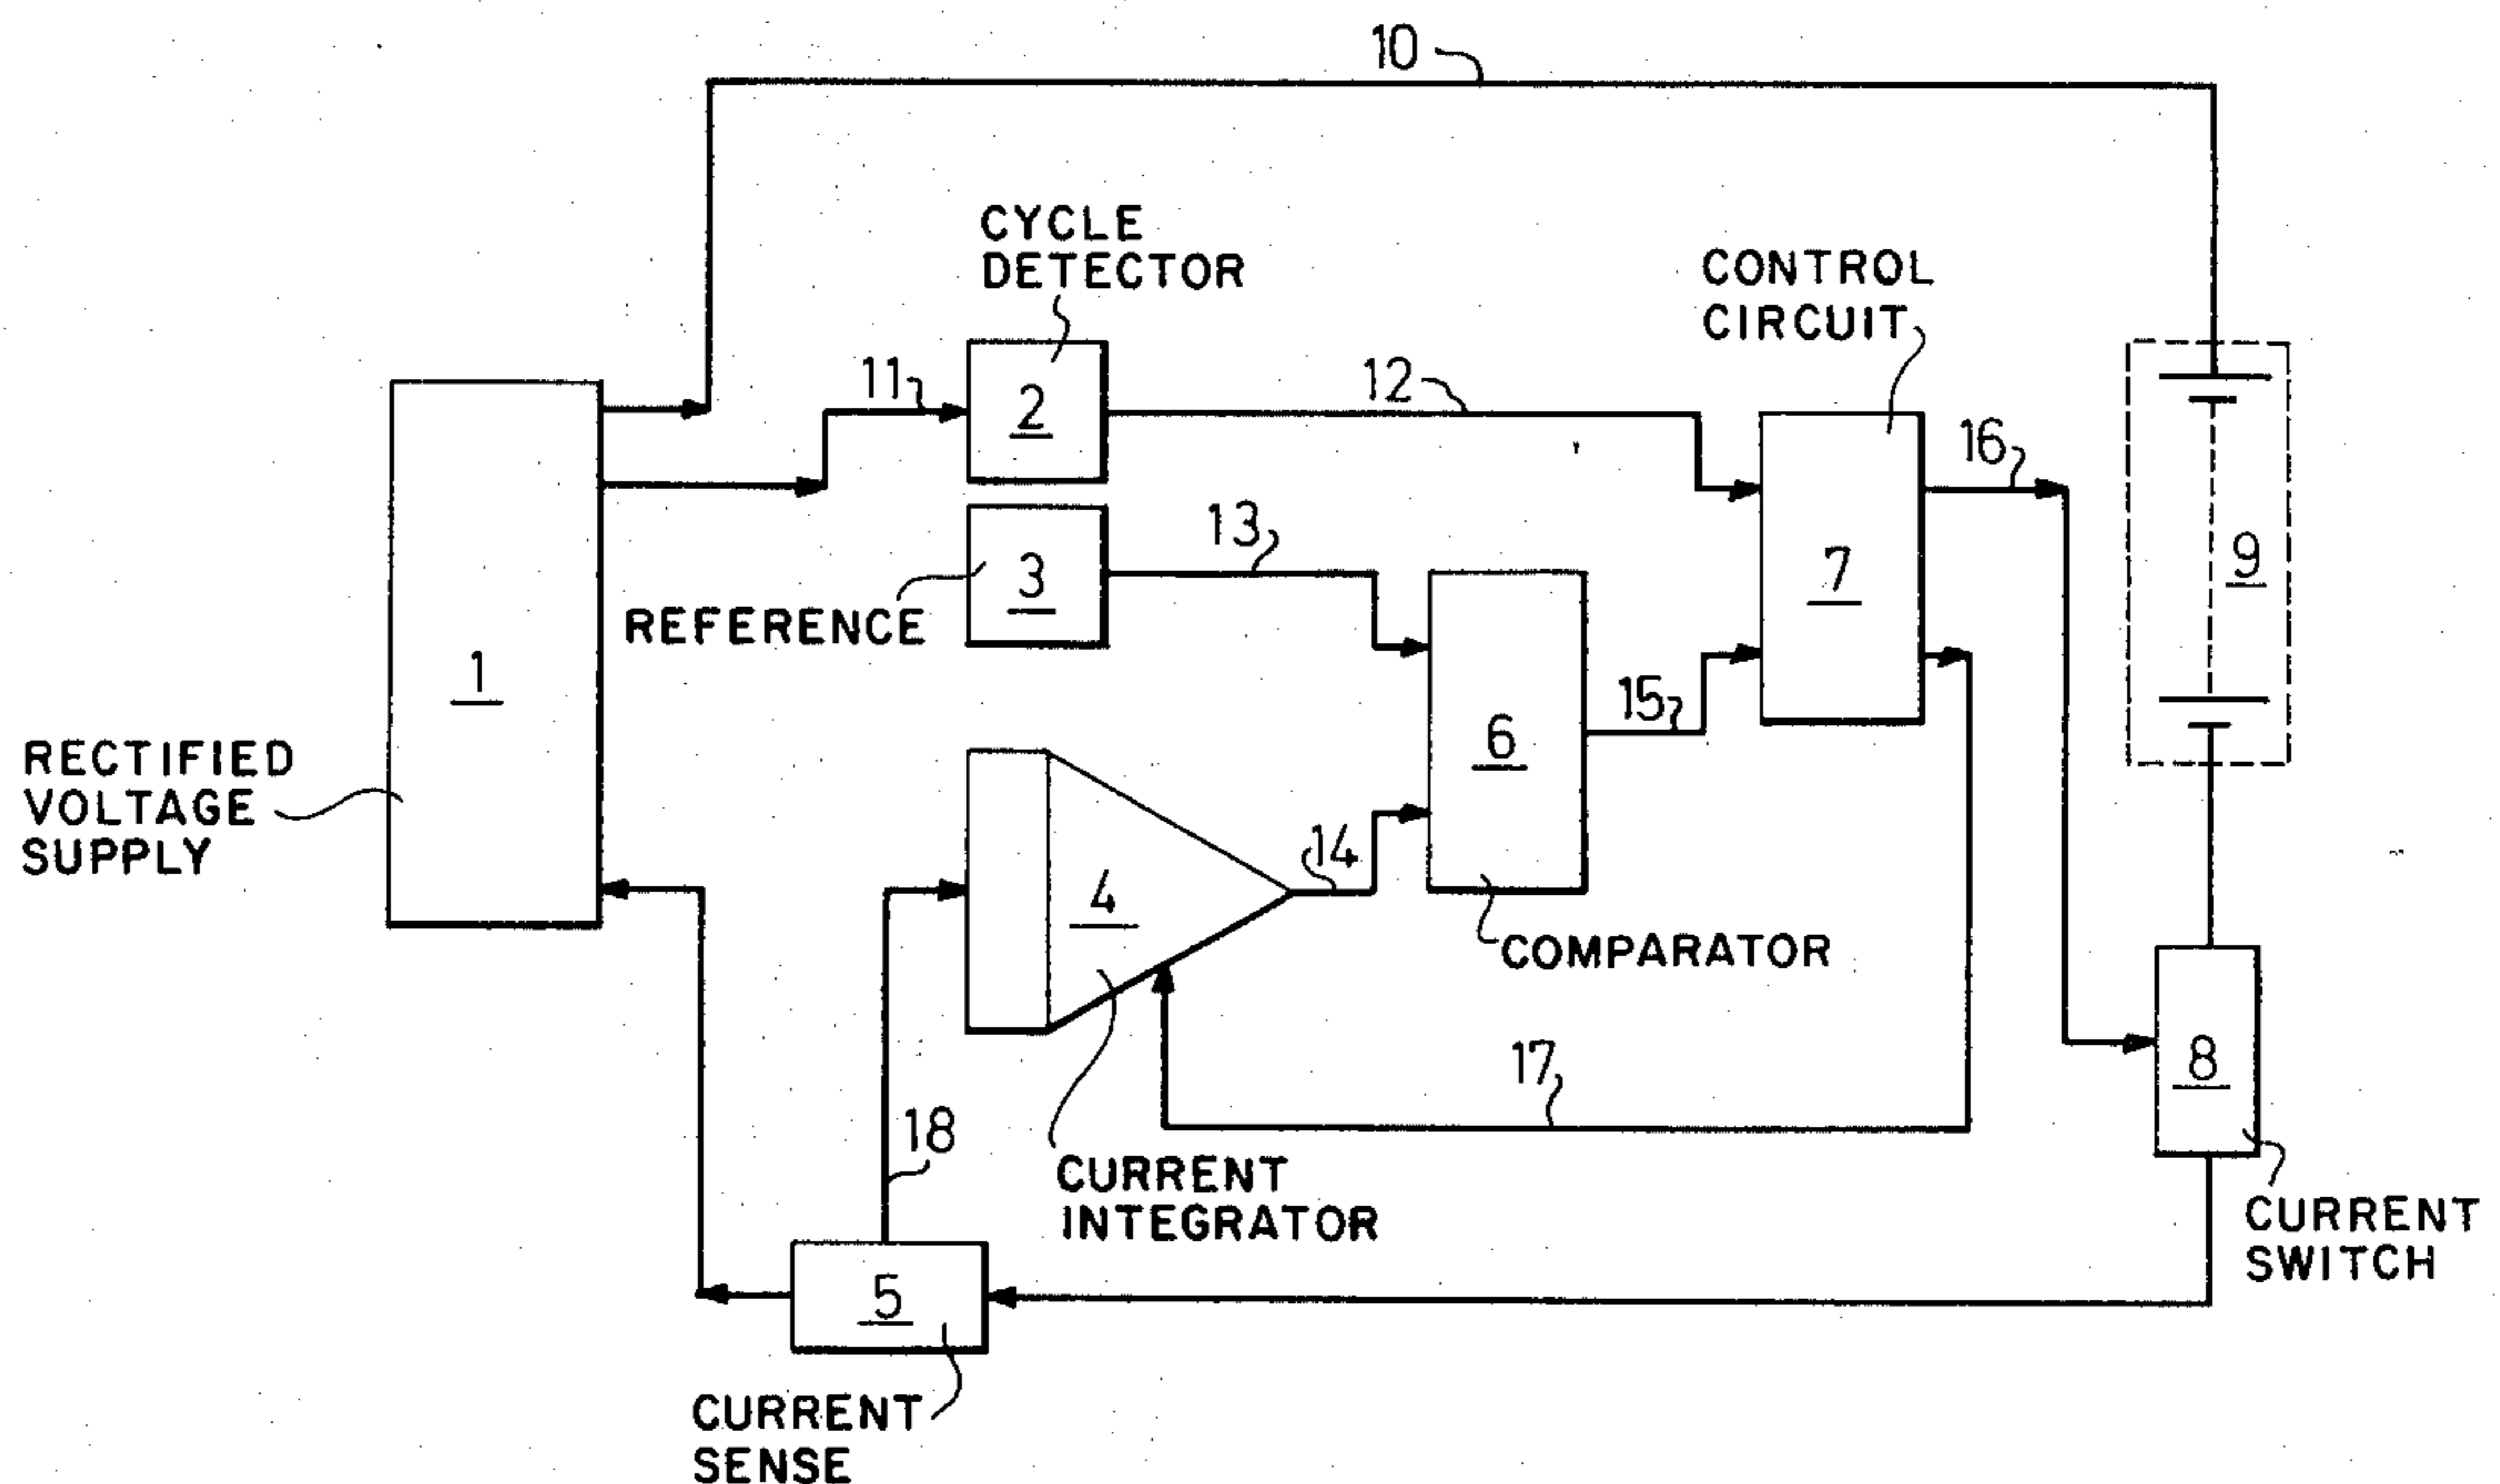 10
CYCLE
DETECTOR
CONTROL
CIRCUIT
11
2
12
16
13
3
REFERENCE
7
9
1
15
6
RECTIFIED
VOLTAGE
SUPPLY
14
4
COMPARATOR
17
8
18
CURRENT
INTEGRATOR
CURRENT
SWITCH
5
CURRENT
SENSE